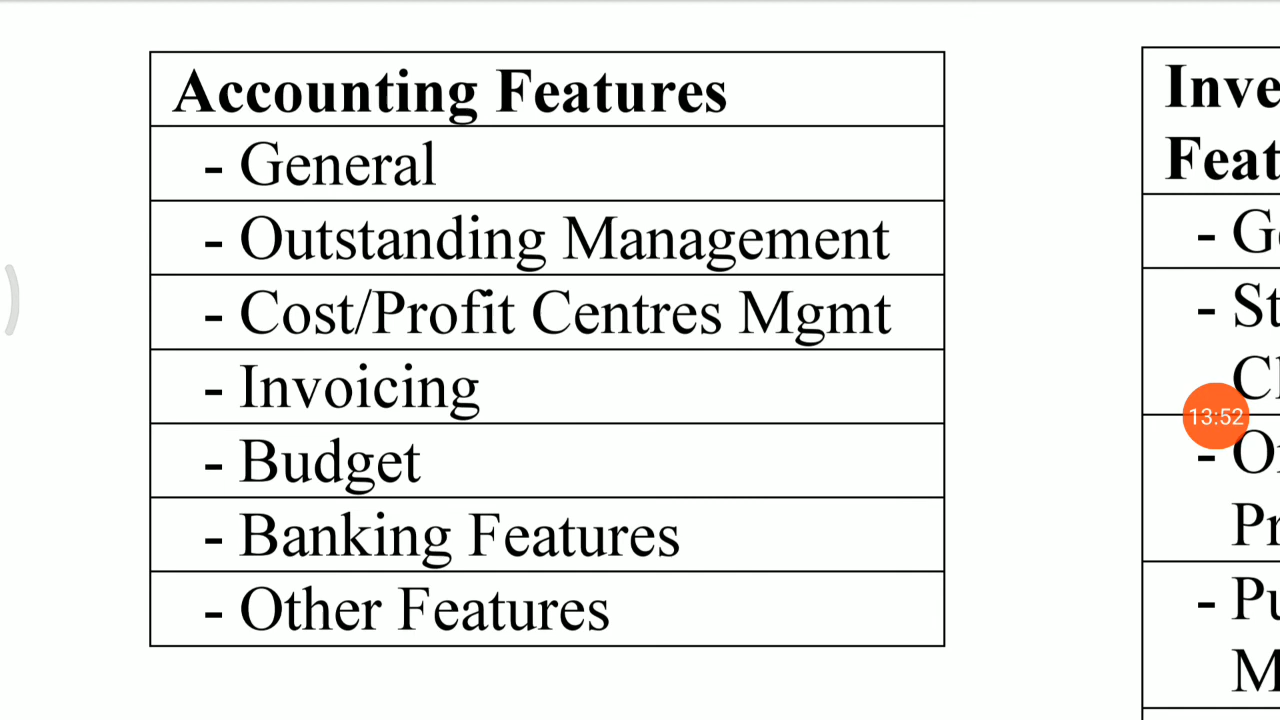 Accounting Features
- General
- Outstanding Management
- Cost/Profit Centres Mgmt
- Invoicing
- Budget
- Banking Features
- Other Features
13:52